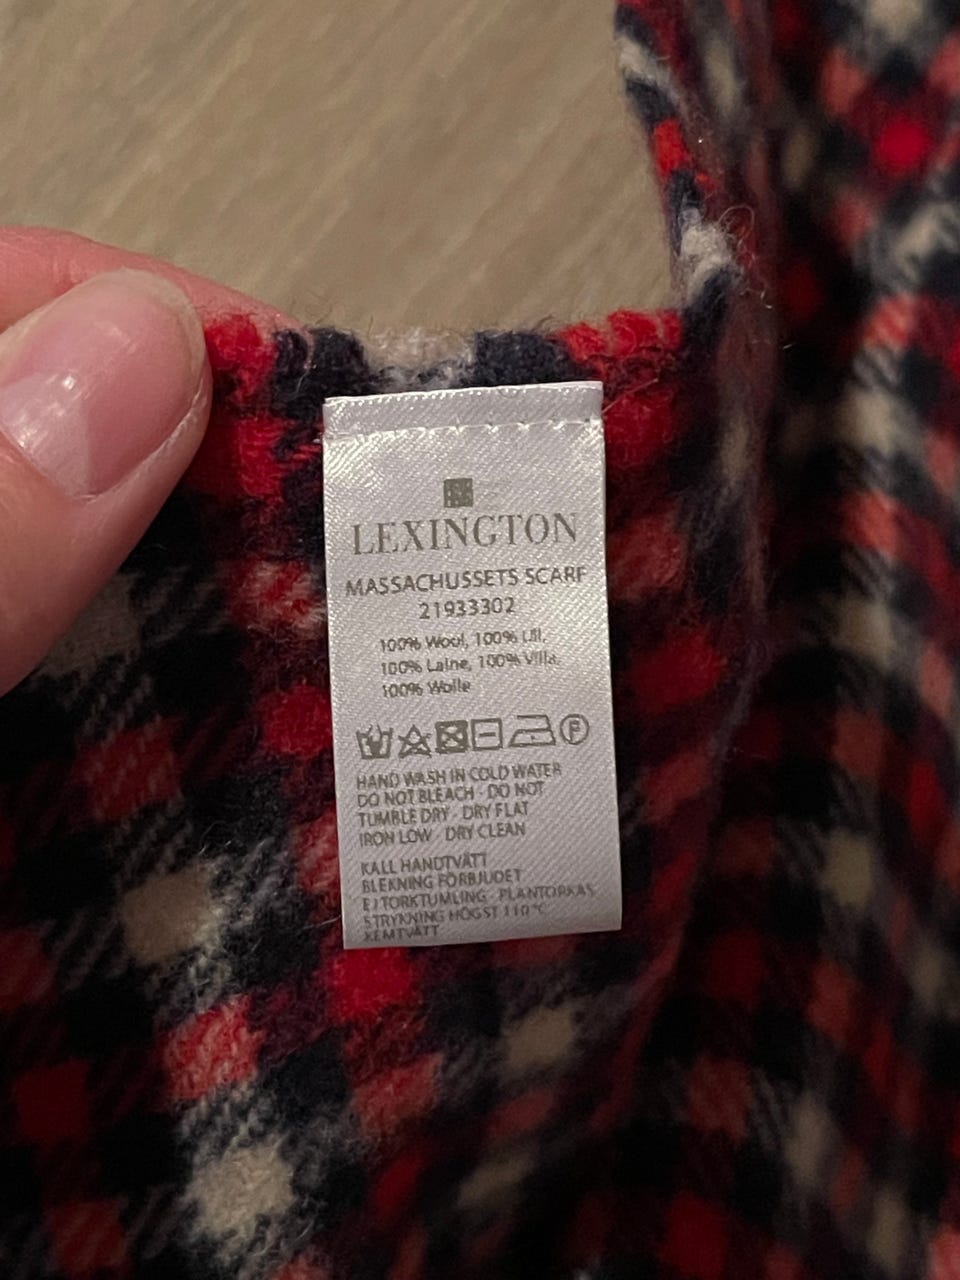 LEXINGTON
MASSACHUSSETS SCARF
21933302
100% Wool, 100% Ull,
100% Laine, 100% Villa,
100% Wolle
F
HAND WASH IN COLD WATER
DO NOT BLEACH · DO NOT
TUMBLE DRY · DRY FLAT
IRON LOW · DRY CLEAN
KALL HANDTVÄTT
BLEKNING FÖRBJUDET
EJ TORKTUMLING · PLANTORKAS
STRYKNING HÖGST 110°C
KEMTVÄTT